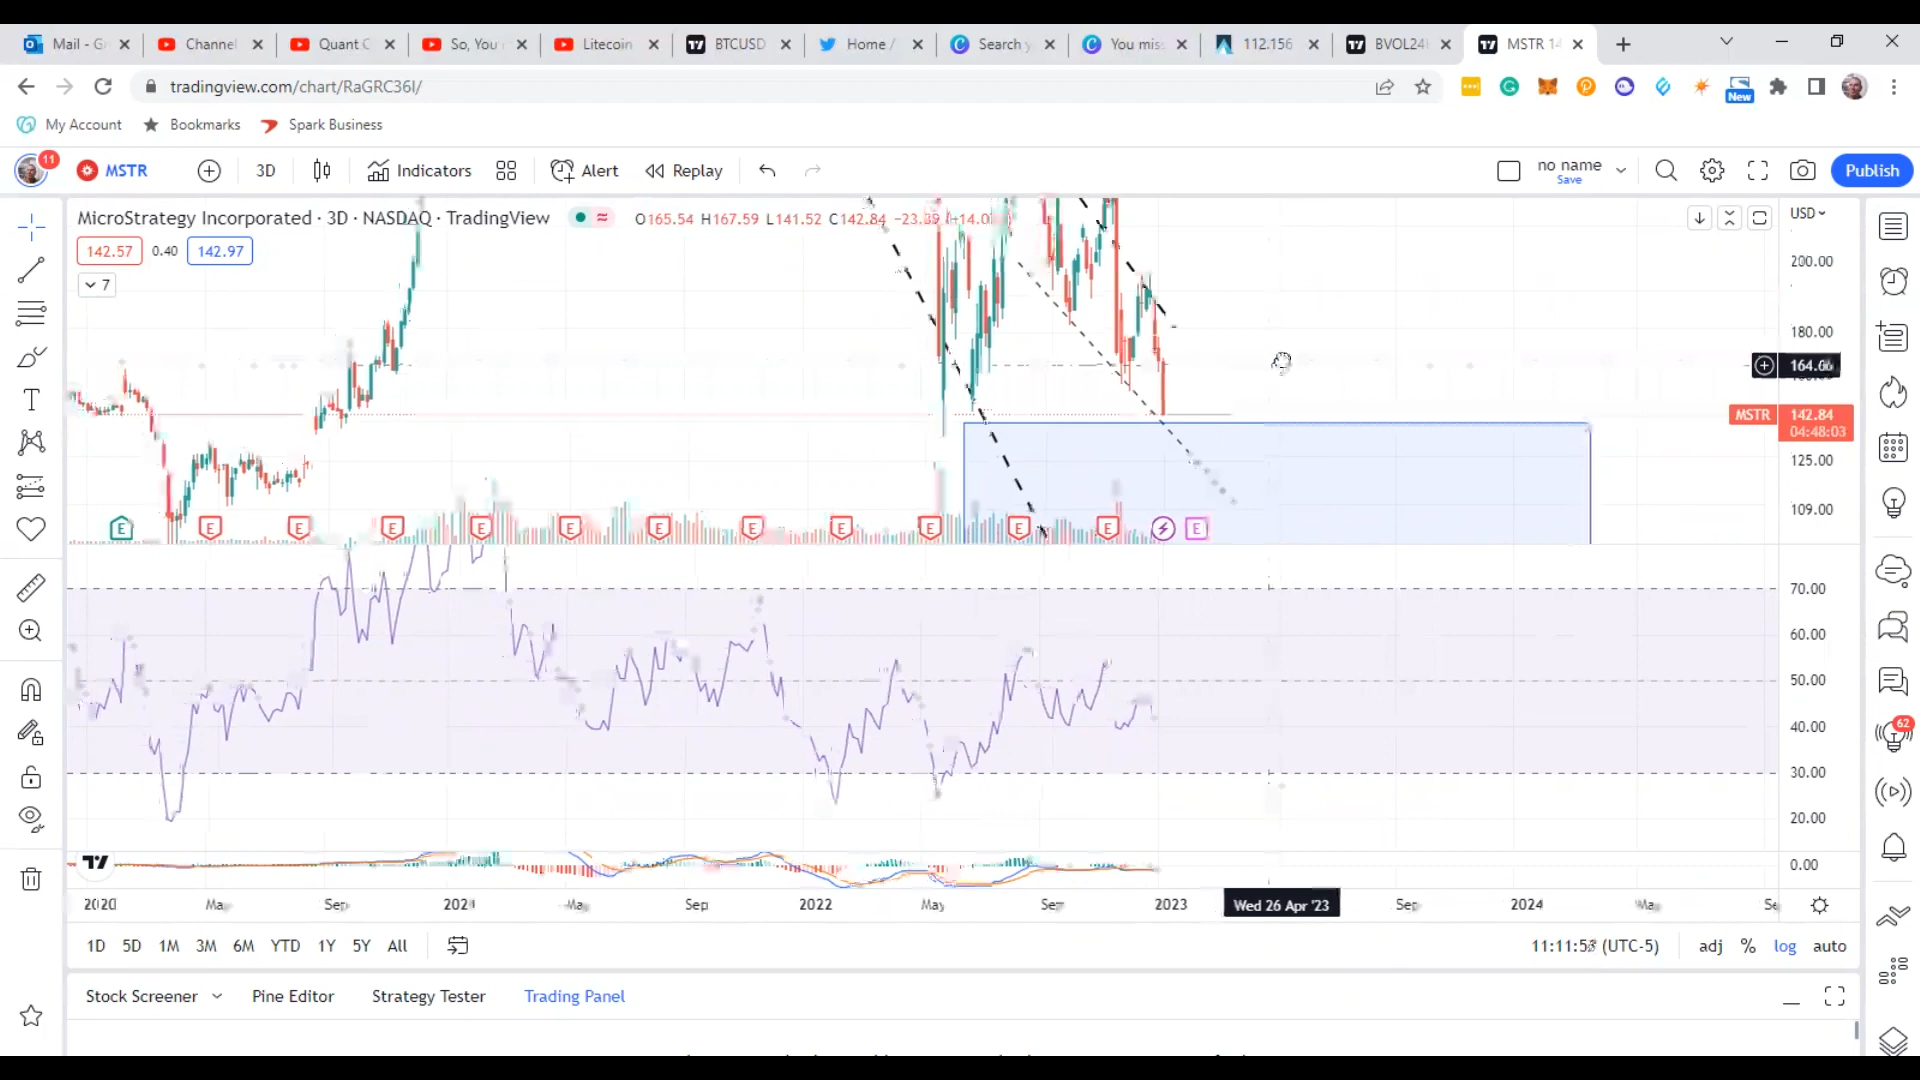 Mail - G
Channel
Quant C
So, You
Litecoin
BTCUSD
Home /
Search y
You mis
112.156
BVOL24
MSTR 14
tradingview.com/chart/RaGRC36I/
New
My Account
Bookmarks
Spark Business
11
MSTR
3D
Indicators
Alert
Replay
no name
Save
Publish
MicroStrategy Incorporated · 3D · NASDAQ · TradingView
O165.54 H167.59 L141.52 C142.84
USD
142.57
0.40
142.97
7
200.00
180.00
164.06
MSTR
142.84
04:48:03
125.00
109.00
E
E
E
E
E
E
E
E
E
E
E
E
E
70.00
60.00
50.00
40.00
30.00
20.00
0.00
62
2020
Sep
2021
Sep
2022
May
2023
Wed 26 Apr '23
Sep
2024
1D
5D
1M
3M
6M
YTD
1Y
5Y
All
(UTC-5)
adj
%
log
auto
Stock Screener
Pine Editor
Strategy Tester
Trading Panel